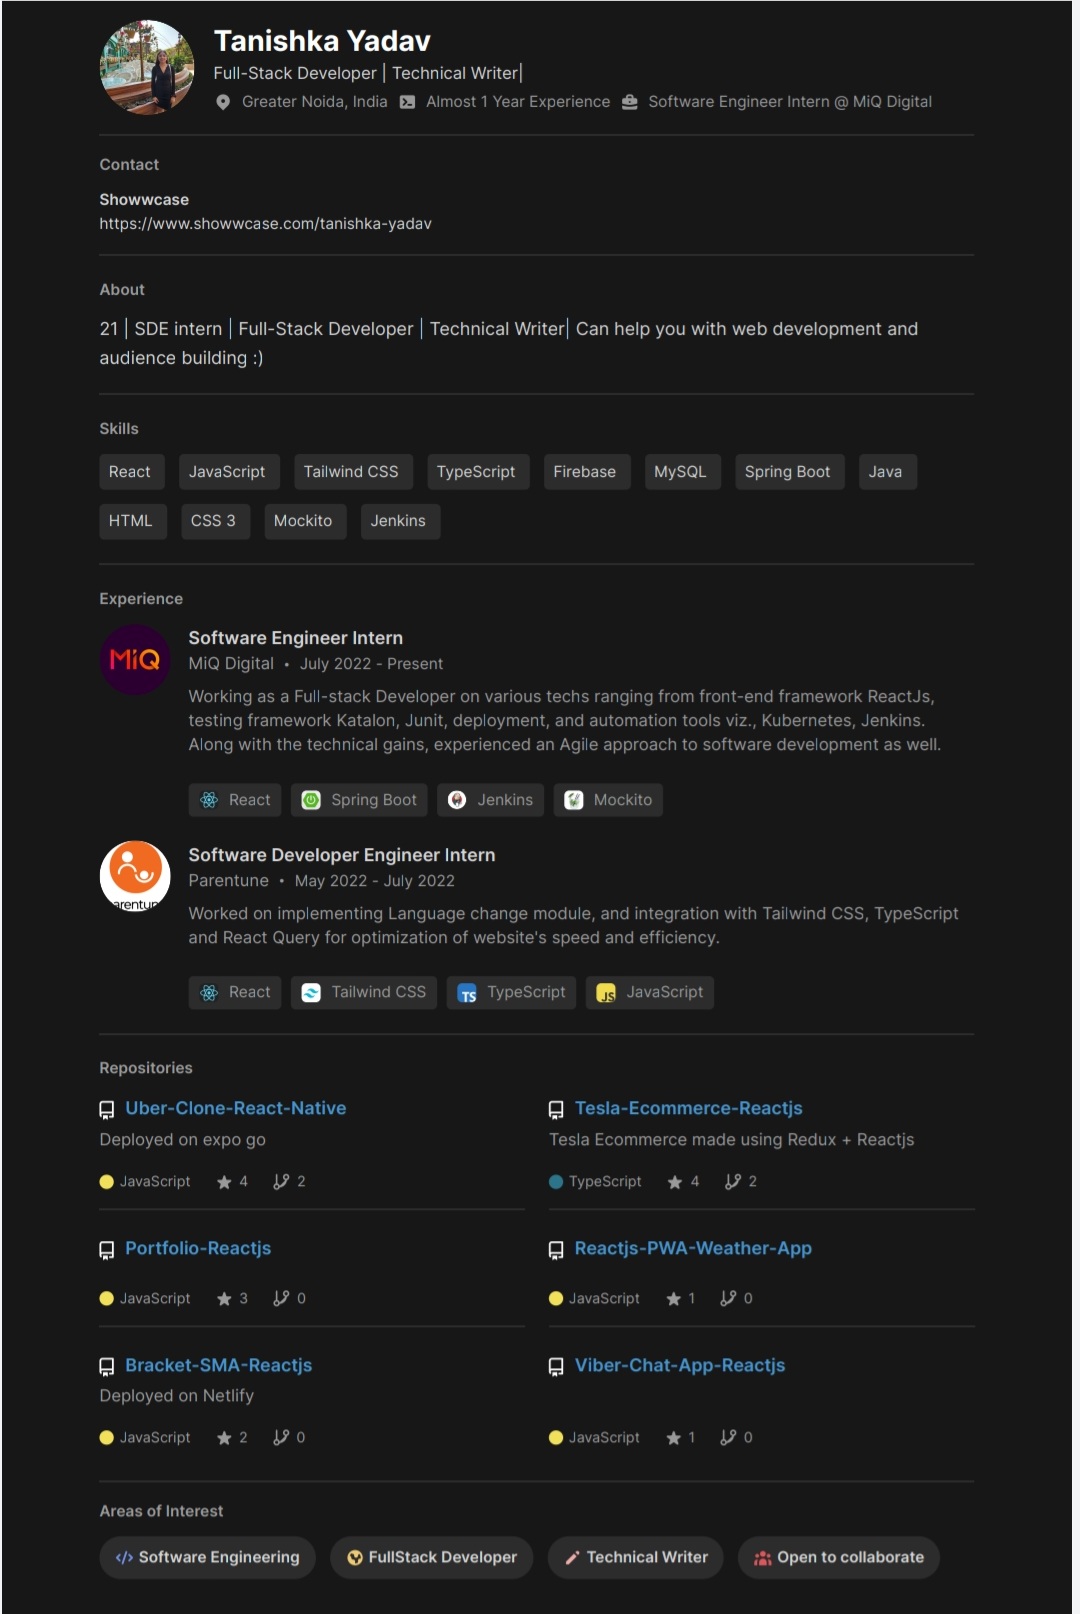 Tanishka Yadav
Full-Stack Developer | Technical Writer|
Greater Noida, India Almost 1 Year Experience Software Engineer Intern @ MiQ Digital
Contact
Showwcase
https://www.showwcase.com/tanishka-yadav
About
21 | SDE intern | Full-Stack Developer | Technical Writer| Can help you with web development and
audience building :)
Skills
React JavaScript Tailwind CSS TypeScript Firebase MySQL Spring Boot Java
HTML CSS 3 Mockito Jenkins
Experience
MiQ
Software Engineer Intern
MiQ Digital • July 2022 - Present
Working as a Full-stack Developer on various techs ranging from front-end framework ReactJs,
testing framework Katalon, Junit, deployment, and automation tools viz., Kubernetes, Jenkins.
Along with the technical gains, experienced an Agile approach to software development as well.
React Spring Boot Jenkins Mockito
arentun
Software Developer Engineer Intern
Parentune • May 2022 - July 2022
Worked on implementing Language change module, and integration with Tailwind CSS, TypeScript
and React Query for optimization of website's speed and efficiency.
React Tailwind CSS TS TypeScript JS JavaScript
Repositories
Uber-Clone-React-Native Tesla-Ecommerce-Reactjs
Deployed on expo go Tesla Ecommerce made using Redux + Reactjs
JavaScript 4 2 TypeScript 4 2
Portfolio-Reactjs Reactjs-PWA-Weather-App
JavaScript 3 0 JavaScript 1 0
Bracket-SMA-Reactjs Viber-Chat-App-Reactjs
Deployed on Netlify
JavaScript 2 0 JavaScript 1 0
Areas of Interest
</> Software Engineering FullStack Developer Technical Writer Open to collaborate